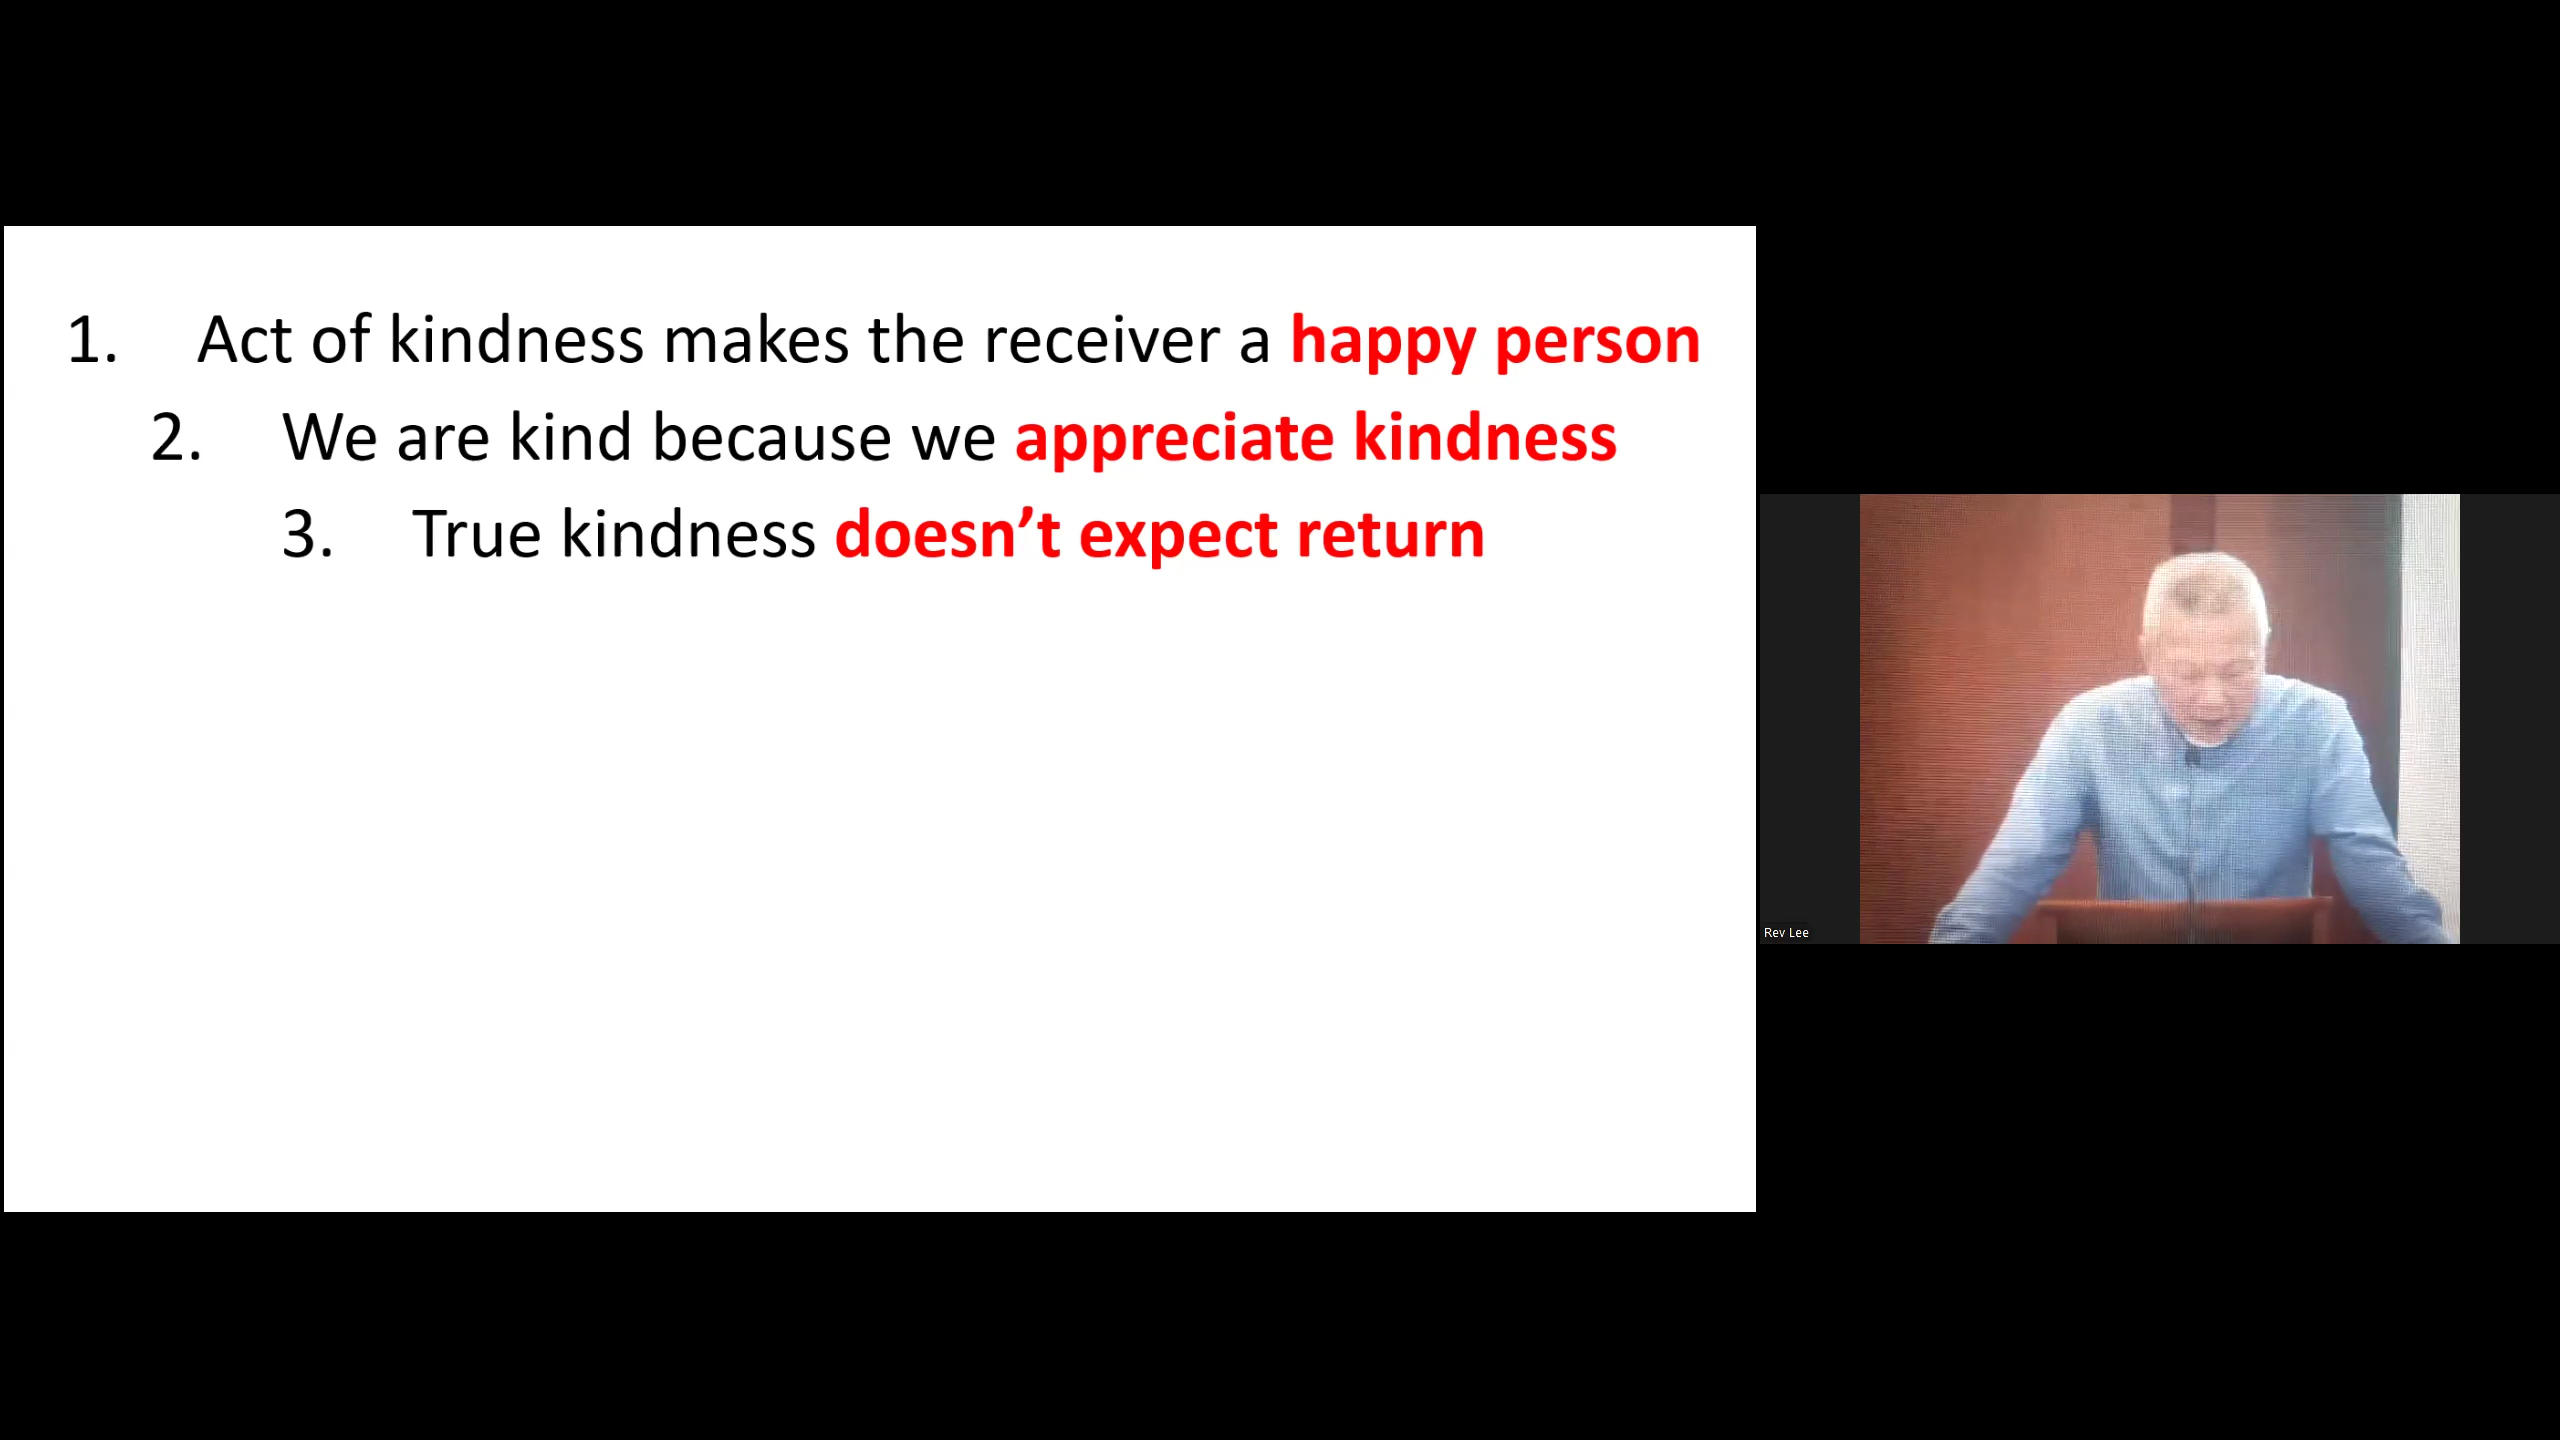 1. Act of kindness makes the receiver a happy person
2. We are kind because we appreciate kindness
3. True kindness doesn’t expect return
Rev Lee